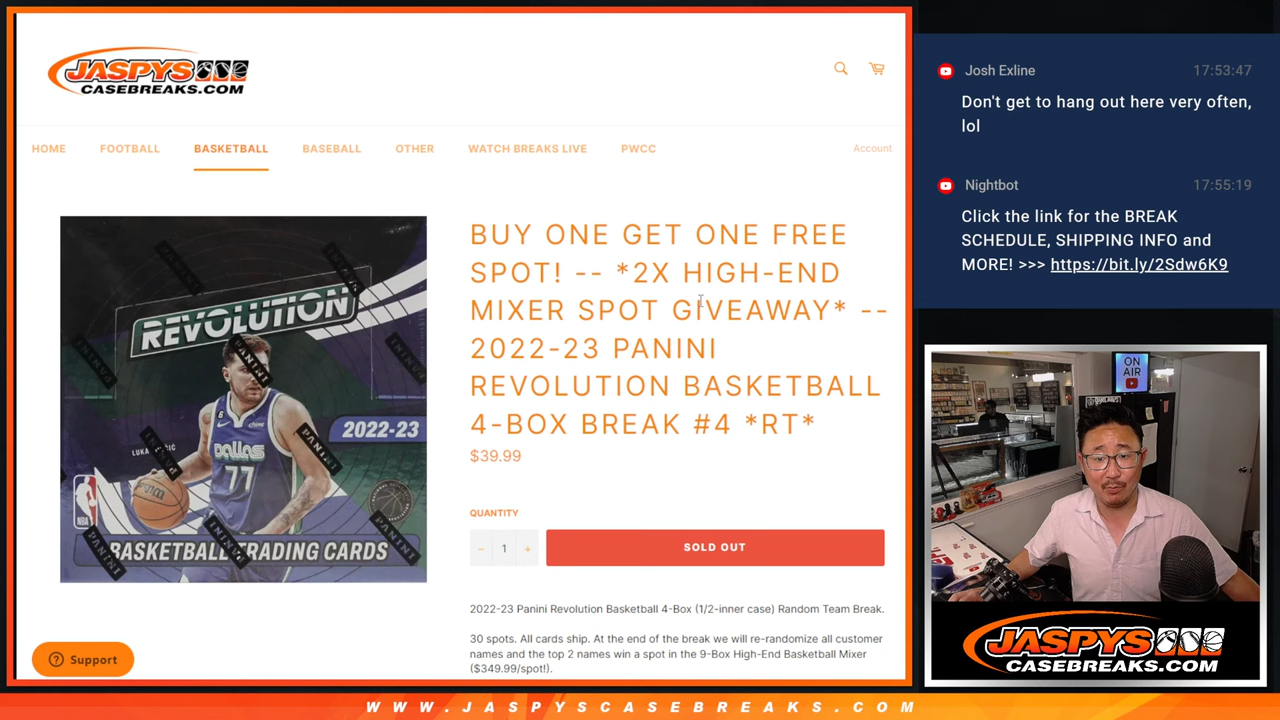 JASPYS
CASEBREAKS.COM
HOME FOOTBALL BASKETBALL BASEBALL OTHER WATCH BREAKS LIVE PWCC Account
REVOLUTION
PANINI
LUKA
DALLAS
77
2022-23
BASKETBALL TRADING CARDS
BUY ONE GET ONE FREE
SPOT! -- *2X HIGH-END
MIXER SPOT GIVEAWAY* --
2022-23 PANINI
REVOLUTION BASKETBALL
4-BOX BREAK #4 *RT*
$39.99
QUANTITY
− 1 +
SOLD OUT
2022-23 Panini Revolution Basketball 4-Box (1/2-inner case) Random Team Break.
30 spots. All cards ship. At the end of the break we will re-randomize all customer
names and the top 2 names win a spot in the 9-Box High-End Basketball Mixer
($349.99/spot!).
Support
Josh Exline 17:53:47
Don't get to hang out here very often,
lol
Nightbot 17:55:19
Click the link for the BREAK
SCHEDULE, SHIPPING INFO and
MORE! >>> https://bit.ly/2Sdw6K9
ON
AIR
JASPYS
CASEBREAKS.COM
WWW.JASPYSCASEBREAKS.COM